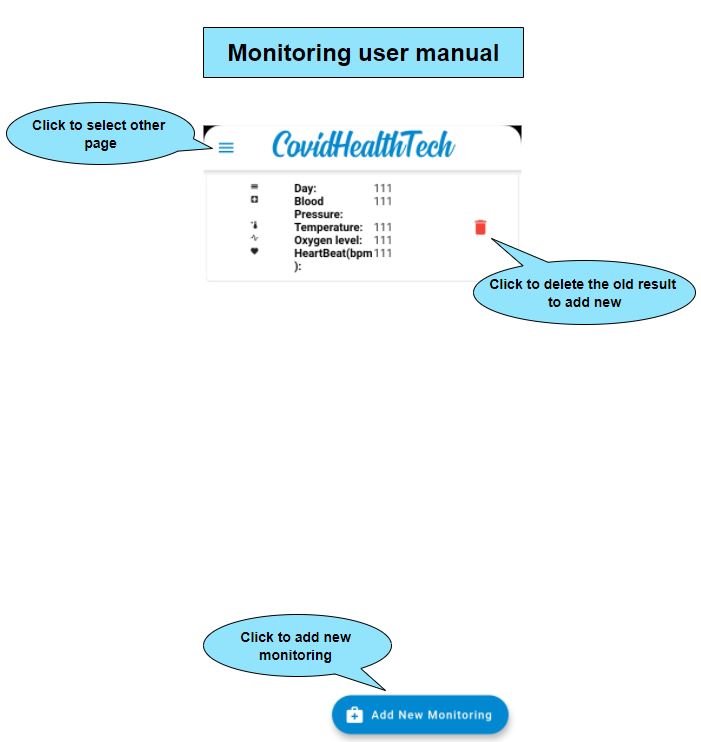 Monitoring user manual
Click to select other
page
CovidHealthTech
Day: 111
Blood 111
Pressure:
Temperature: 111
Oxygen level: 111
HeartBeat(bpm 111
):
Click to delete the old result
to add new
Click to add new
monitoring
Add New Monitoring